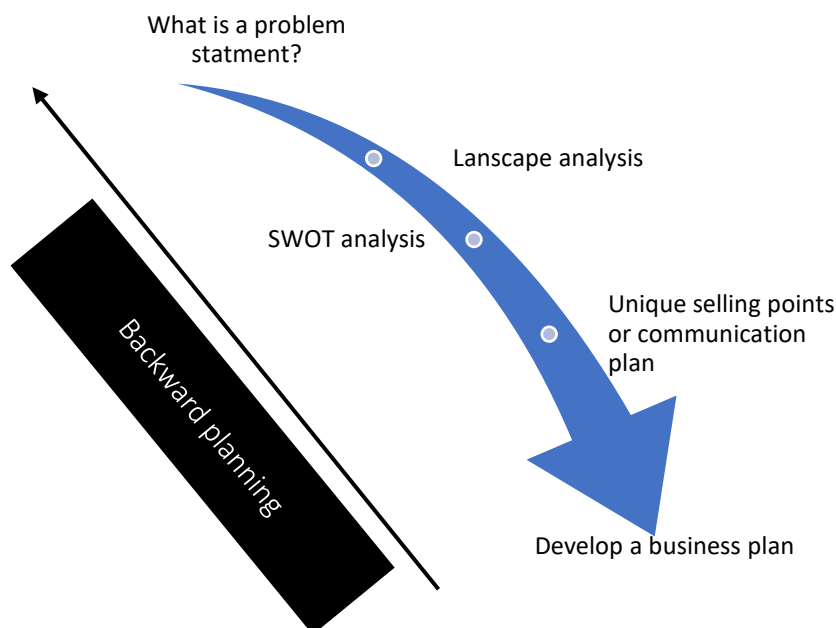 What is a problem
statment?
Lanscape analysis
SWOT analysis
Unique selling points
or communication
plan
Develop a business plan
Backward planning